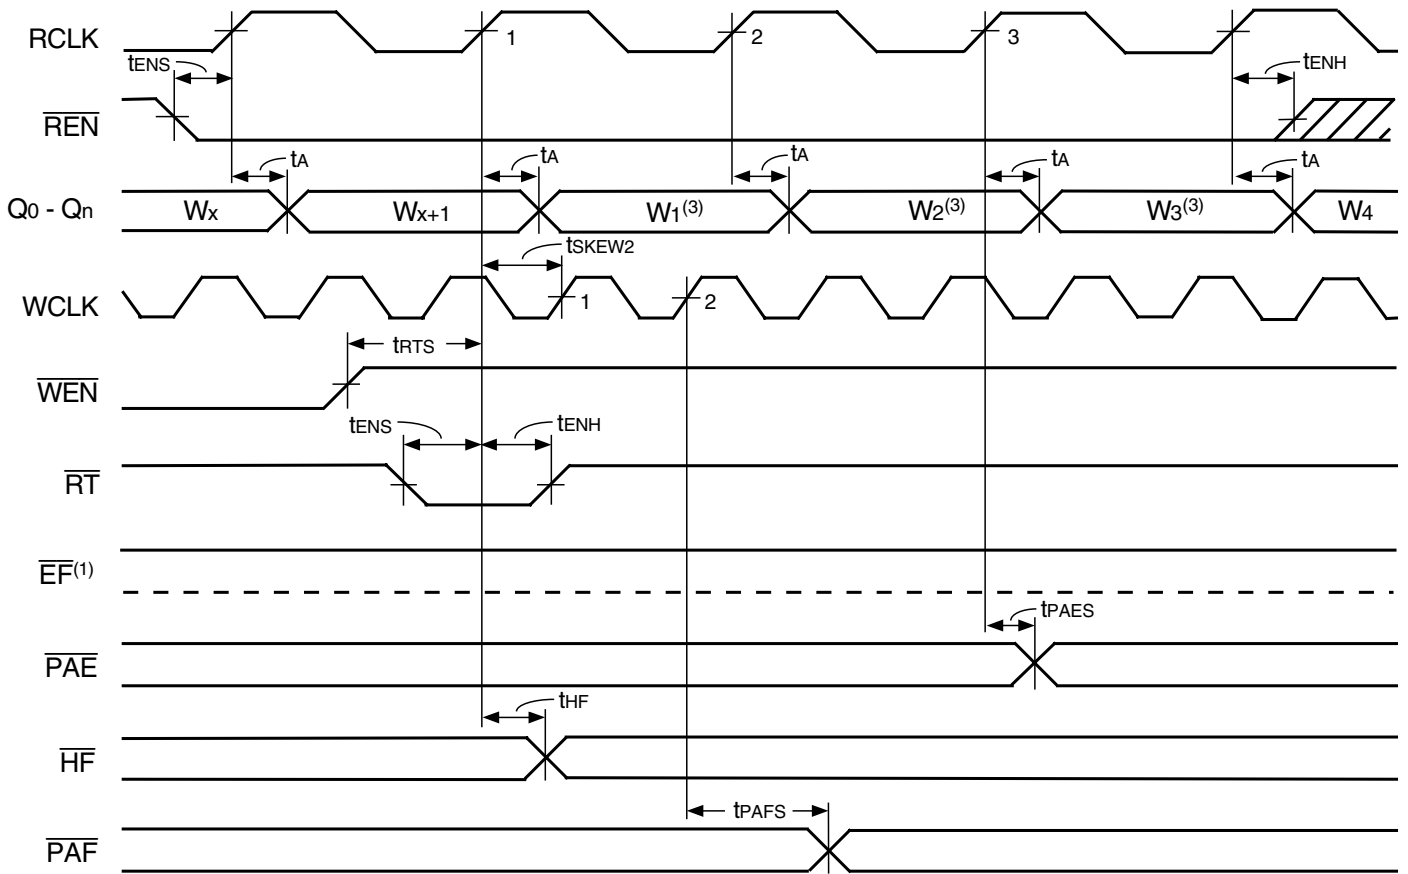 RCLK 1 2 3
tENS tENH
REN
tA tA tA tA tA
Q0 - Qn Wx Wx+1 W1(3) W2(3) W3(3) W4
tSKEW2
WCLK 1 2
tRTS
WEN
tENS tENH
RT
EF(1)
tPAES
PAE
tHF
HF
tPAFS
PAF